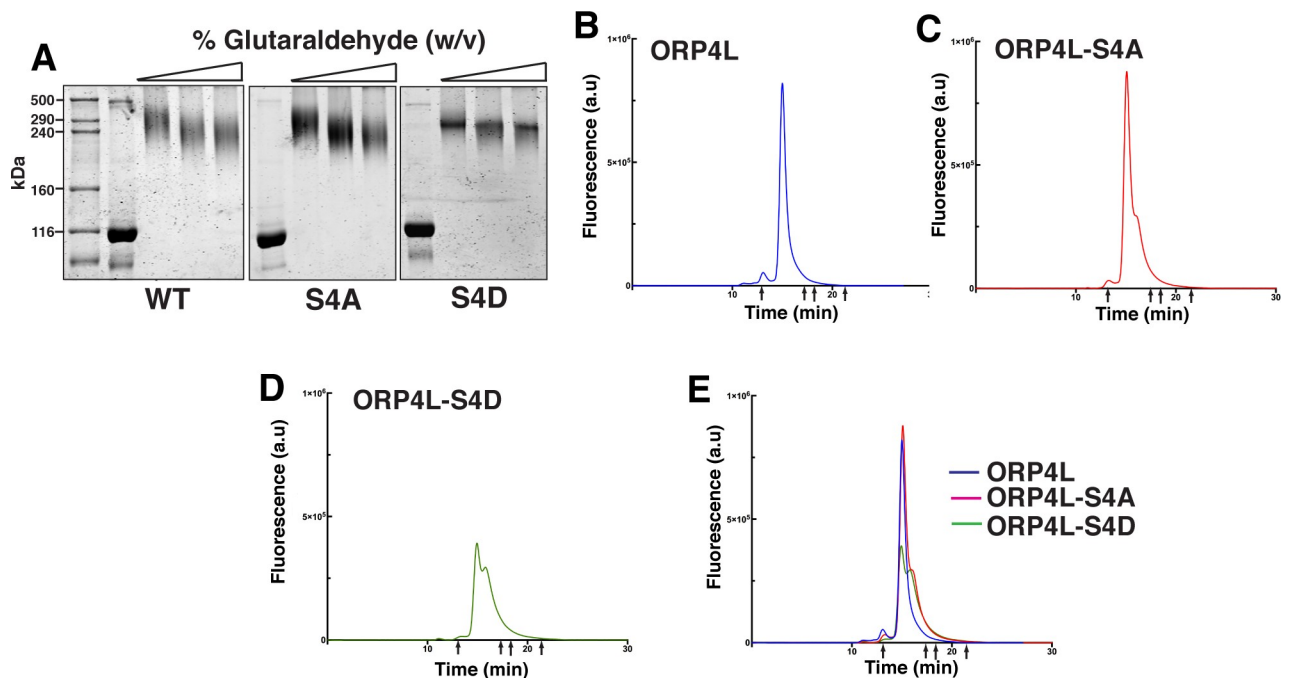 A
% Glutaraldehyde (w/v)
500
290
240
160
116
kDa
WT
S4A
S4D
B
ORP4L
1×10⁶
5×10⁵
0
10
20
Fluorescence (a.u)
Time (min)
C
ORP4L-S4A
1×10⁶
5×10⁵
0
10
20
30
Fluorescence (a.u)
Time (min)
D
ORP4L-S4D
1×10⁶
5×10⁵
0
10
20
30
Fluorescence (a.u)
Time (min)
E
1×10⁶
5×10⁵
0
10
20
30
Fluorescence (a.u)
Time (min)
ORP4L
ORP4L-S4A
ORP4L-S4D